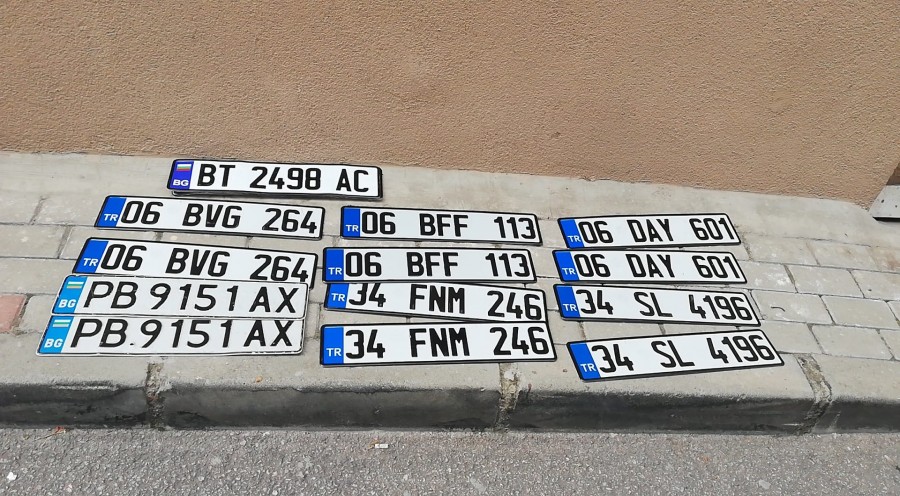 BG BT 2498 AC
TR 06 BVG 264
TR 06 BFF 113
TR 06 DAY 601
TR 06 BVG 264
TR 06 BFF 113
TR 06 DAY 601
BG PB 9151 AX
TR 34 FNM 246
TR 34 SL 4196
BG PB 9151 AX
TR 34 FNM 246
TR 34 SL 4196